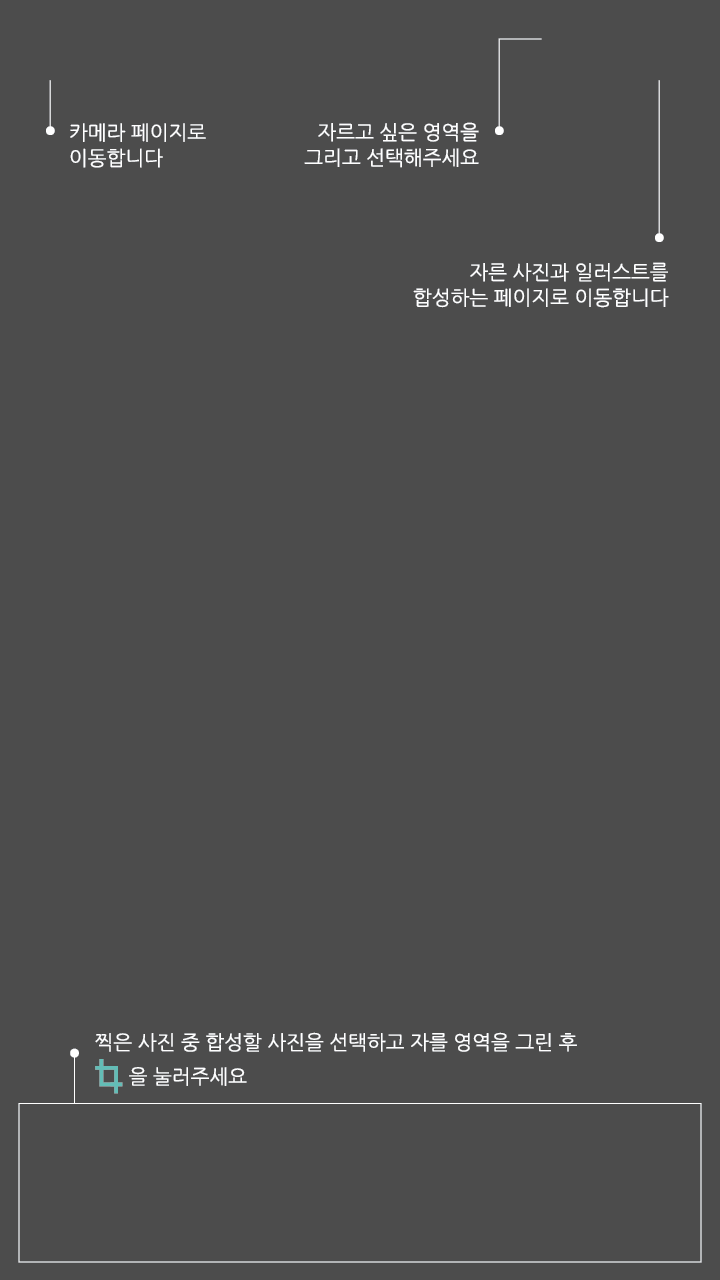 카메라 페이지로
이동합니다
자르고 싶은 영역을
그리고 선택해주세요
자른 사진과 일러스트를
합성하는 페이지로 이동합니다
찍은 사진 중 합성할 사진을 선택하고 자를 영역을 그린 후
을 눌러주세요